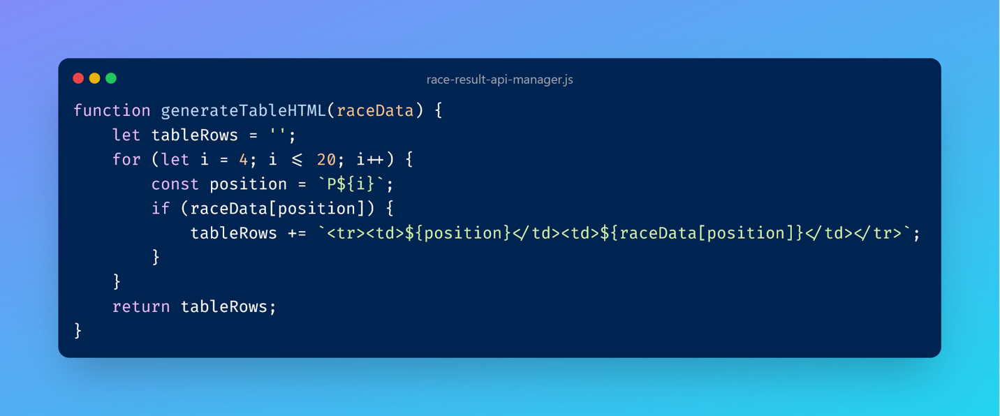 race-result-api-manager.js
function generateTableHTML(raceData) {
    let tableRows = '';
    for (let i = 4; i <= 20; i++) {
        const position = `P${i}`;
        if (raceData[position]) {
            tableRows += `<tr><td>${position}</td><td>${raceData[position]}</td></tr>`;
        }
    }
    return tableRows;
}